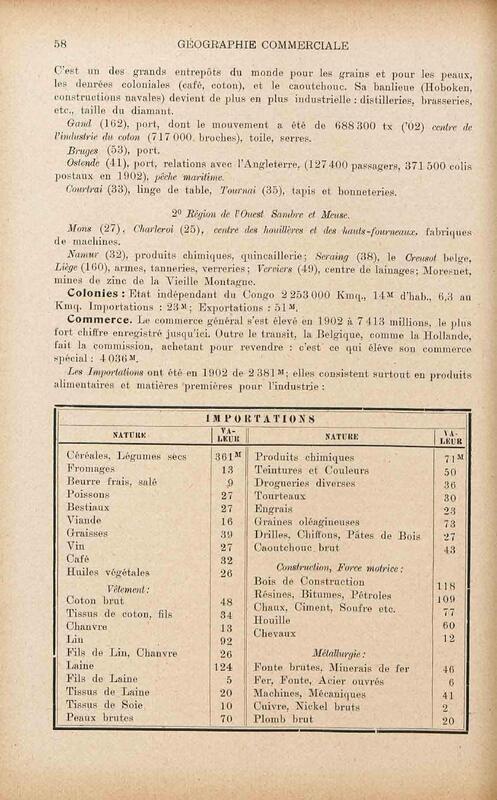 58 GÉOGRAPHIE COMMERCIALE
C'est un des grands entrepôts du monde pour les grains et pour les peaux,
les denrées coloniales (café, coton), et le caoutchouc. Sa banlieue (Hoboken,
constructions navales) devient de plus en plus industrielle : distilleries, brasseries,
etc., taille du diamant.
Gand (162), port, dont le mouvement a été de 688 300 tx ('02) centre de
l'industrie du coton (717 000. broches), toile, serres.
Bruges (53), port.
Ostende (41), port, relations avec l'Angleterre, (127 400 passagers, 371 500 colis
postaux en 1902), pêche maritime.
Courtrai (33), linge de table, Tournai (35), tapis et bonneteries.
2º Région de l'Ouest Sambre et Meuse.
Mons (27), Charleroi (25), centre des houillères et des hauts-fourneaux, fabriques
de machines.
Namur (32), produits chimiques, quincaillerie; Seraing (38), le Creusot belge,
Liège (160), armes, tanneries, verreries; Verviers (49), centre de lainages; Moresnet,
mines de zinc de la Vieille Montagne.
Colonies : Etat indépendant du Congo 2 253 000 Kmq., 14M d'hab., 6,3 au
Kmq. Importations : 23M ; Exportations : 51M.
Commerce. Le commerce général s'est élevé en 1902 à 7 413 millions, le plus
fort chiffre enregistré jusqu'ici. Outre le transit, la Belgique, comme la Hollande,
fait la commission, achetant pour revendre : c'est ce qui élève son commerce
spécial : 4 036M.
Les Importations ont été en 1902 de 2 381M ; elles consistent surtout en produits
alimentaires et matières premières pour l'industrie :
IMPORTATIONS
NATURE VA-LEUR NATURE VA-LEUR
Céréales, Légumes secs 361M
Fromages 13
Beurre frais, salé 9
Poissons 27
Bestiaux 27
Viande 16
Graisses 39
Vin 27
Café 32
Huiles végétales 26
Vêtement :
Coton brut 48
Tissus de coton, fils 34
Chanvre 13
Lin 92
Fils de Lin, Chanvre 26
Laine 124
Fils de Laine 5
Tissus de Laine 20
Tissus de Soie 10
Peaux brutes 70
Produits chimiques 71M
Teintures et Couleurs 50
Drogueries diverses 36
Tourteaux 30
Engrais 23
Graines oléagineuses 73
Drilles, Chiffons, Pâtes de Bois 27
Caoutchouc brut 43
Construction, Force motrice :
Bois de Construction 118
Résines, Bitumes, Pétroles 109
Chaux, Ciment, Soufre etc. 77
Houille 60
Chevaux 12
Métallurgie :
Fonte brutes, Minerais de fer 46
Fer, Fonte, Acier ouvrés 6
Machines, Mécaniques 41
Cuivre, Nickel bruts 2
Plomb brut 20